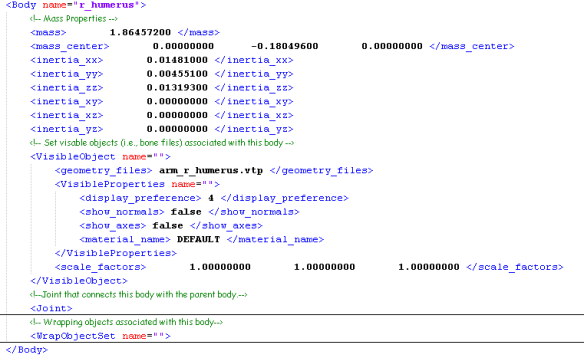 <Body name="r_humerus">
<!-- Mass Properties -->
<mass> 1.86457200 </mass>
<mass_center> 0.00000000 -0.18049600 0.00000000 </mass_center>
<inertia_xx> 0.01481000 </inertia_xx>
<inertia_yy> 0.00455100 </inertia_yy>
<inertia_zz> 0.01319300 </inertia_zz>
<inertia_xy> 0.00000000 </inertia_xy>
<inertia_xz> 0.00000000 </inertia_xz>
<inertia_yz> 0.00000000 </inertia_yz>
<!-- Set visable objects (i.e., bone files) associated with this body -->
<VisibleObject name="">
<geometry_files> arm_r_humerus.vtp </geometry_files>
<VisibleProperties name="">
<display_preference> 4 </display_preference>
<show_normals> false </show_normals>
<show_axes> false </show_axes>
<material_name> DEFAULT </material_name>
</VisibleProperties>
<scale_factors> 1.00000000 1.00000000 1.00000000 </scale_factors>
</VisibleObject>
<!--Joint that connects this body with the parent body.-->
<Joint>
<!-- Wrapping objects associated with this body-->
<WrapObjectSet name="">
</Body>